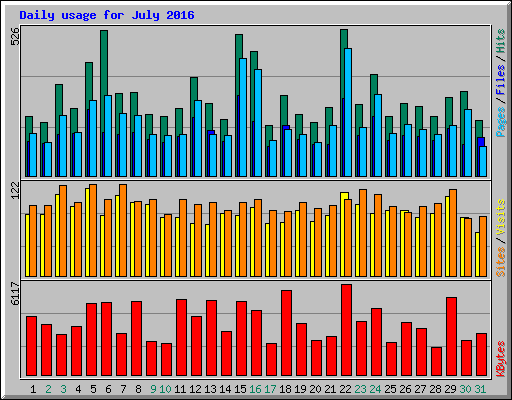 Daily usage for July 2016
526
Pages / Files / Hits
122
Sites / Visits
6117
KBytes
1 2 3 4 5 6 7 8 9 10 11 12 13 14 15 16 17 18 19 20 21 22 23 24 25 26 27 28 29 30 31